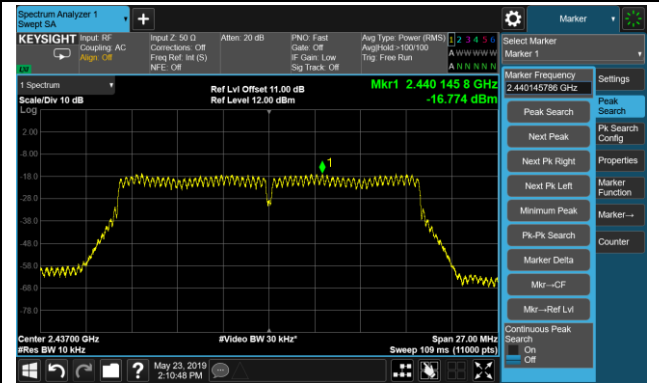 Spectrum Analyzer 1
Swept SA
Marker
KEYSIGHT
Input: RF
Coupling: AC
Align: Off
Input Z: 50 Ω
Corrections: Off
Freq Ref: Int (S)
NFE: Off
Atten: 20 dB
PNO: Fast
Gate: Off
IF Gain: Low
Sig Track: Off
Avg Type: Power (RMS)
Avg|Hold:>100/100
Trig: Free Run
1 2 3 4 5 6
A W W W W W
A N N N N N
Select Marker
Marker 1
1 Spectrum
Scale/Div 10 dB
Log
Ref Lvl Offset 11.00 dB
Ref Level 12.00 dBm
Mkr1 2.440 145 8 GHz
-16.774 dBm
2.00
-8.00
-18.0
-28.0
-38.0
-48.0
-58.0
-68.0
-78.0
1
Center 2.43700 GHz
#Res BW 10 kHz
#Video BW 30 kHz*
Span 27.00 MHz
Sweep 109 ms (11000 pts)
Marker Frequency
2.440145786 GHz
Peak Search
Next Peak
Next Pk Right
Next Pk Left
Minimum Peak
Pk-Pk Search
Marker Delta
Mkr→CF
Mkr→Ref Lvl
Continuous Peak
Search
On
Off
Settings
Peak
Search
Pk Search
Config
Properties
Marker
Function
Marker→
Counter
May 23, 2019
2:10:48 PM